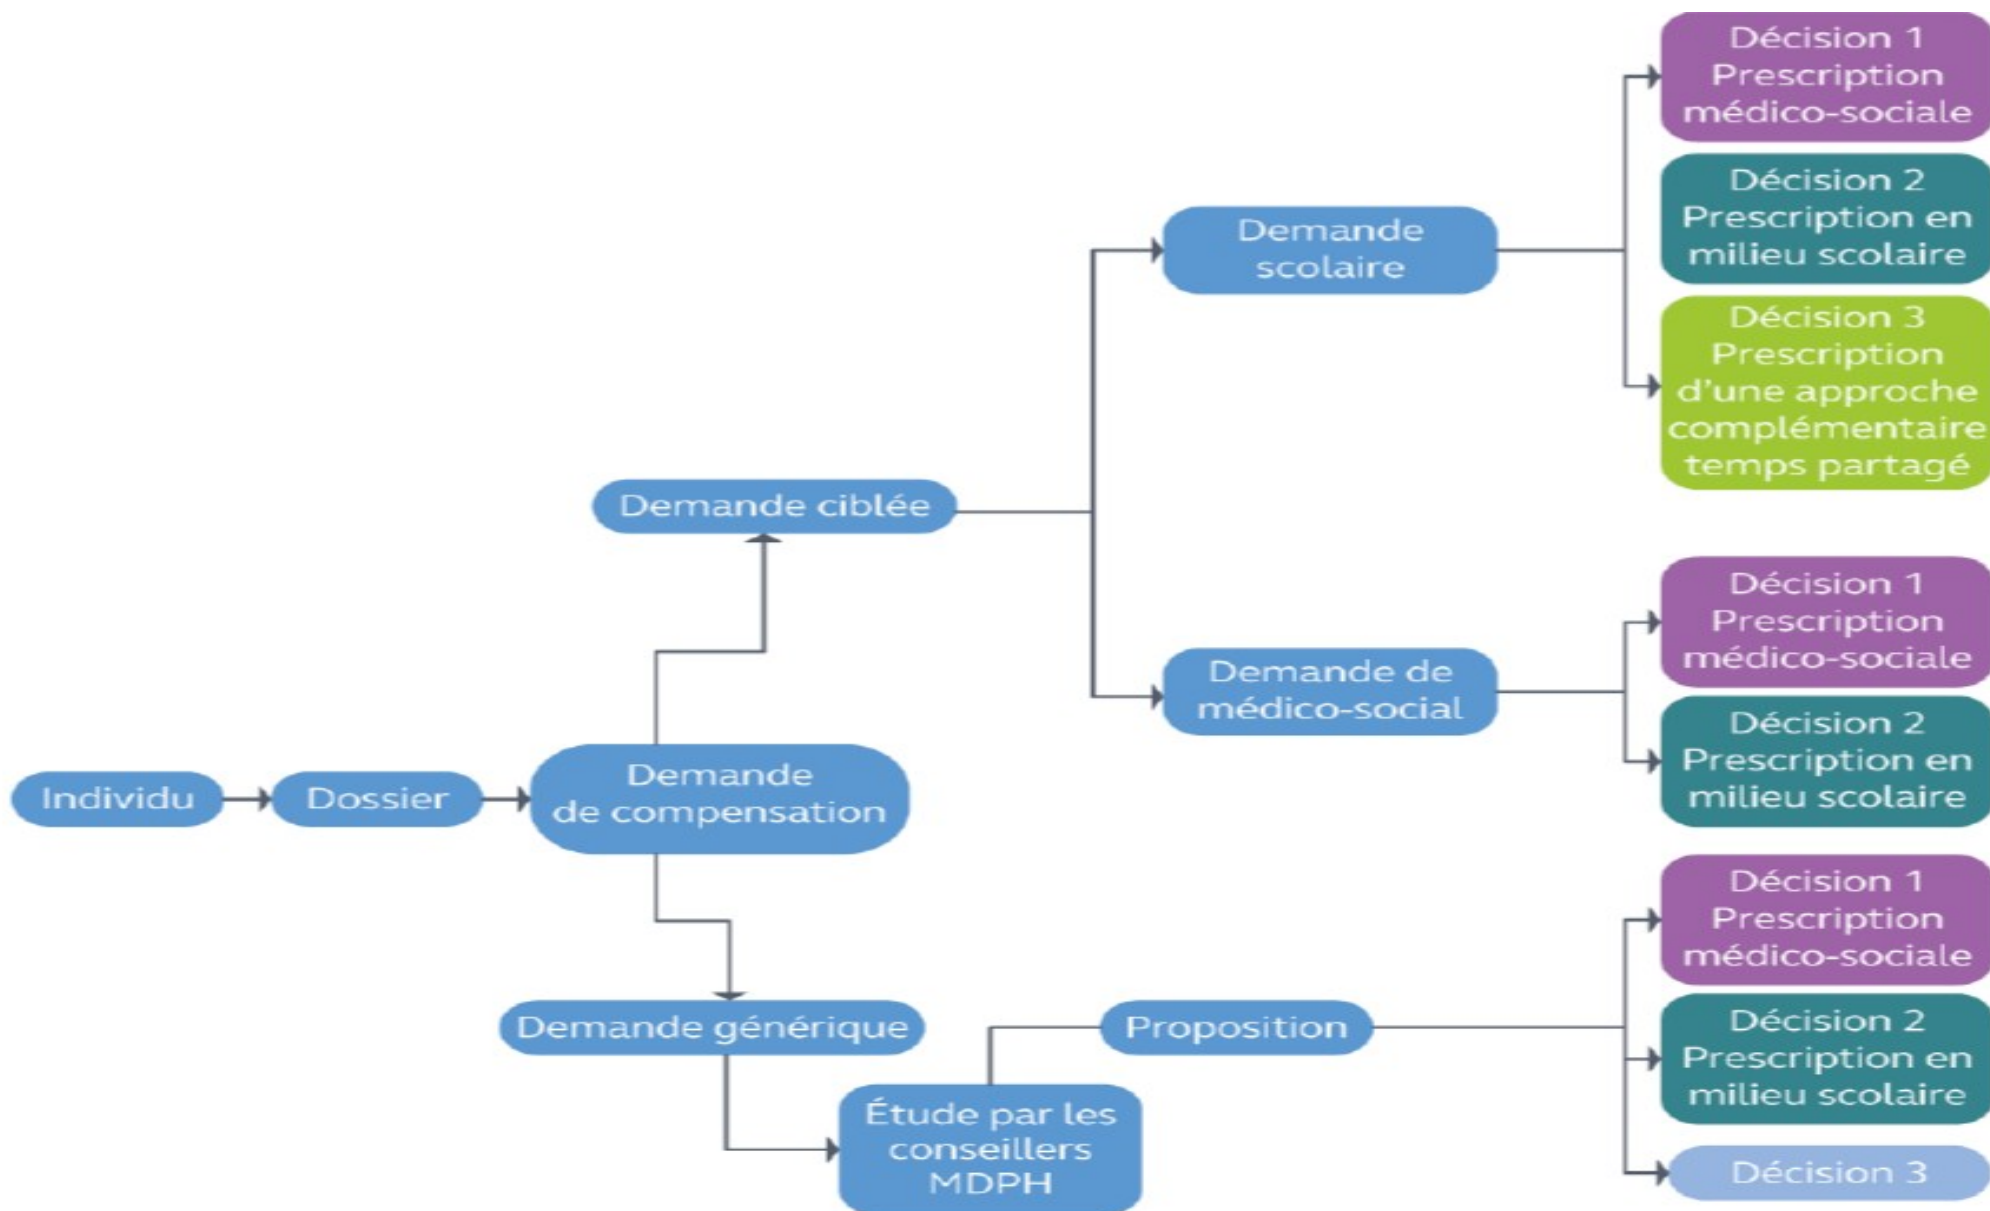 Décision 1
Prescription
médico-sociale
Décision 2
Prescription en
milieu scolaire
Décision 3
Prescription
d'une approche
complémentaire
temps partagé
Demande
scolaire
Demande ciblée
Demande de
médico-social
Décision 1
Prescription
médico-sociale
Décision 2
Prescription en
milieu scolaire
Individu
Dossier
Demande
de compensation
Demande générique
Étude par les
conseillers
MDPH
Proposition
Décision 1
Prescription
médico-sociale
Décision 2
Prescription en
milieu scolaire
Décision 3